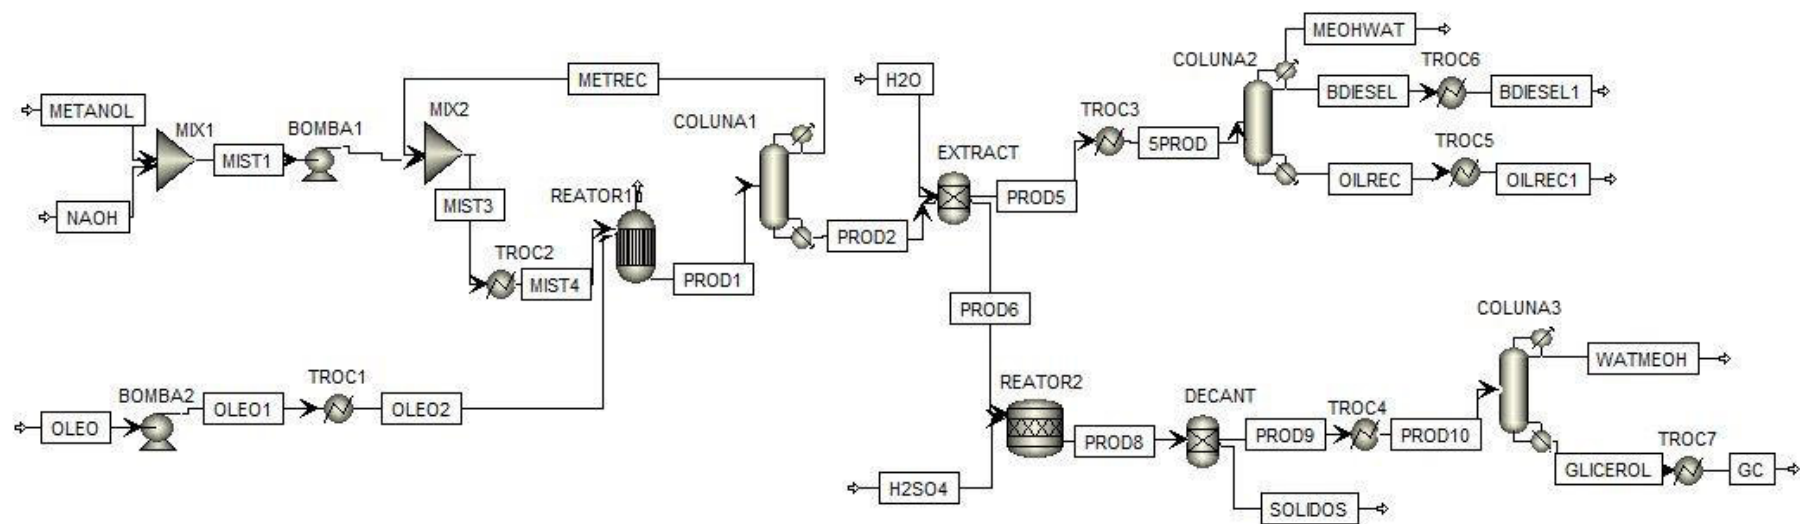 METANOL
MIX1
MIST1
NAOH
BOMBA1
METREC
MIX2
MIST3
TROC2
MIST4
REATOR1
PROD1
COLUNA1
PROD2
BOMBA2
OLEO
OLEO1
TROC1
OLEO2
H2O
EXTRACT
PROD5
TROC3
5PROD
COLUNA2
MEOHWAT
BDIESEL
TROC6
BDIESEL1
OILREC
TROC5
OILREC1
PROD6
REATOR2
H2SO4
PROD8
DECANT
PROD9
SOLIDOS
TROC4
PROD10
COLUNA3
WATMEOH
GLICEROL
TROC7
GC